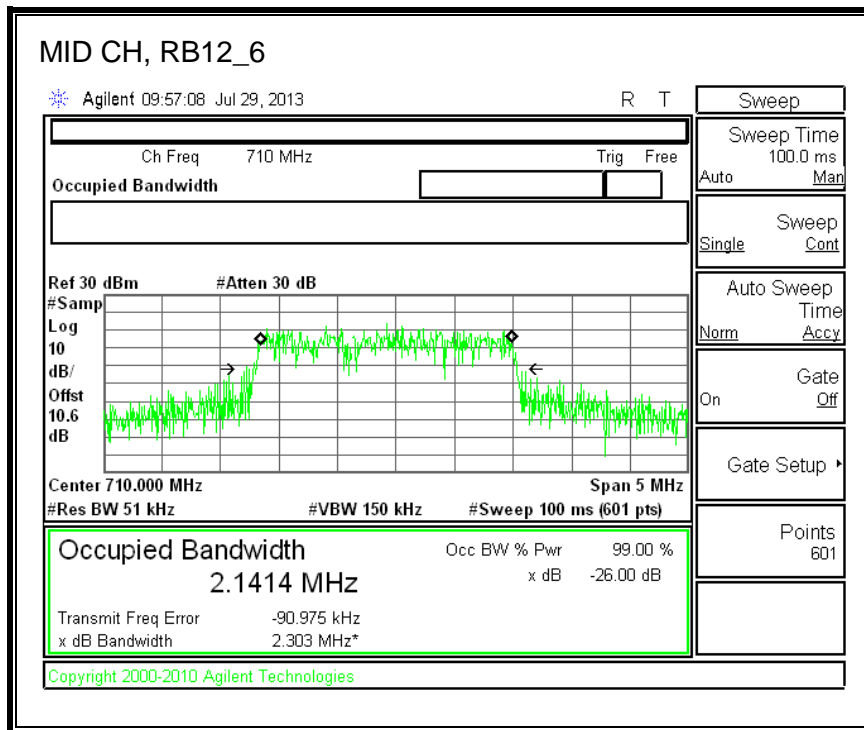 MID CH, RB12_6
Agilent 09:57:08 Jul 29, 2013 R T
Ch Freq 710 MHz Trig Free
Occupied Bandwidth
Ref 30 dBm #Atten 30 dB
#Samp
Log
10
dB/
Offst
10.6
dB
Center 710.000 MHz Span 5 MHz
#Res BW 51 kHz #VBW 150 kHz #Sweep 100 ms (601 pts)
Occupied Bandwidth Occ BW % Pwr 99.00 %
2.1414 MHz x dB -26.00 dB
Transmit Freq Error -90.975 kHz
x dB Bandwidth 2.303 MHz*
Copyright 2000-2010 Agilent Technologies
Sweep
Sweep Time
100.0 ms
Auto Man
Sweep
Single Cont
Auto Sweep
Time
Norm Accy
Gate
On Off
Gate Setup
Points
601